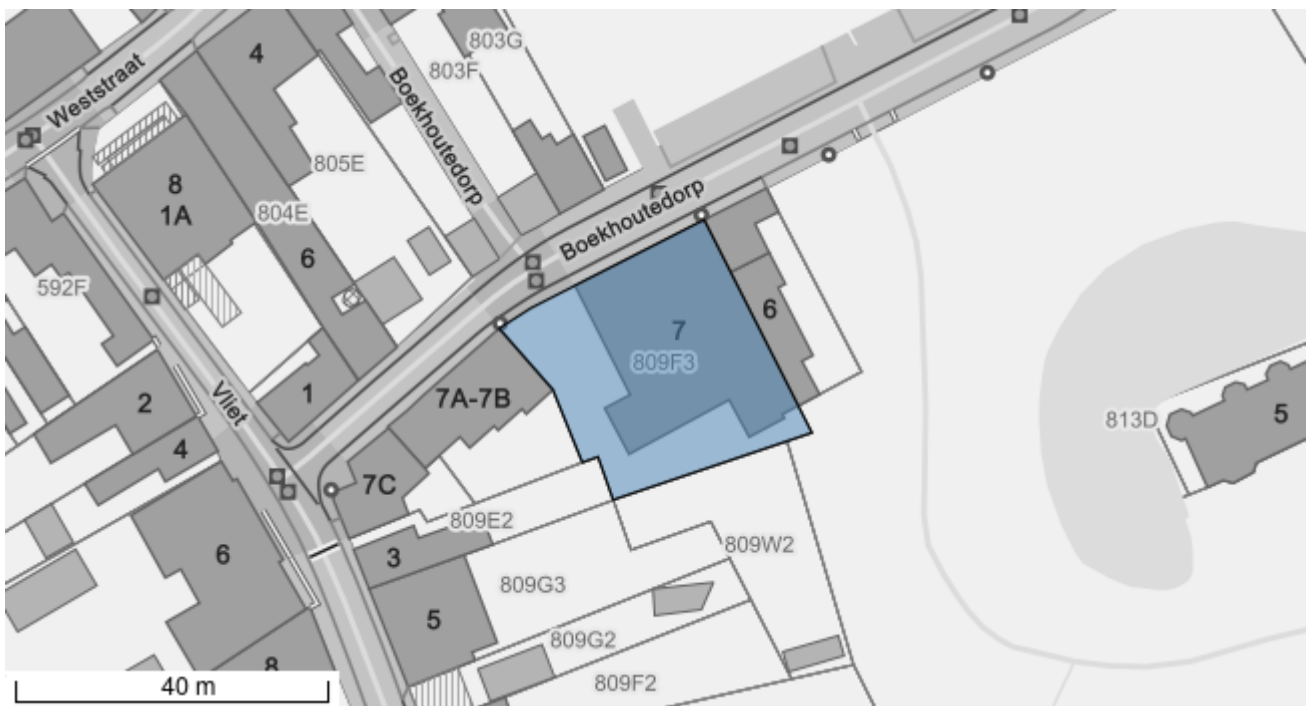 803G
4
Weststraat
803F
Boekhoutedorp
805E
8
1A
804E
Boekhoutedorp
6
592F
7
6
809F3
1
7A-7B
2
Vliet
5
813D
4
7C
809E2
809W2
6
3
809G3
5
809G2
8
809F2
40 m